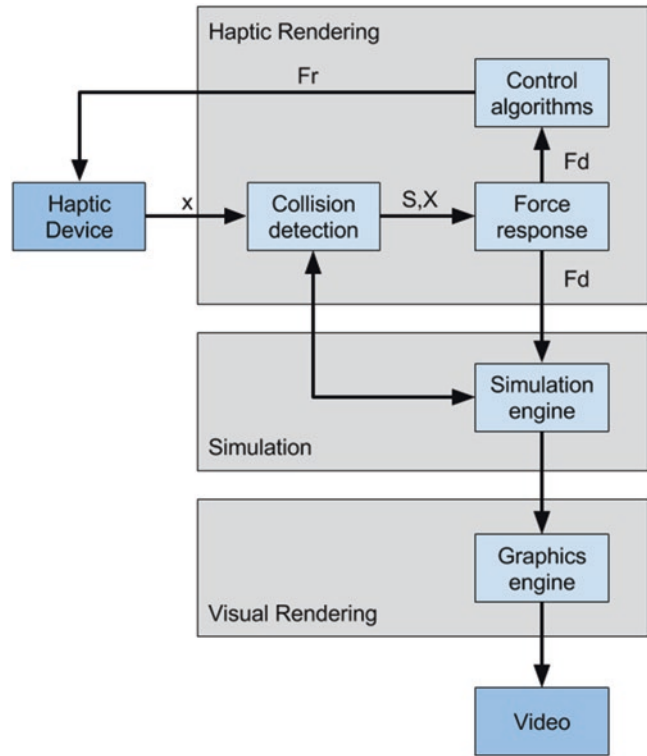 Haptic Rendering
Fr
Control
algorithms
Fd
Haptic
Device
x
Collision
detection
S,X
Force
response
Fd
Simulation
engine
Simulation
Graphics
engine
Visual Rendering
Video